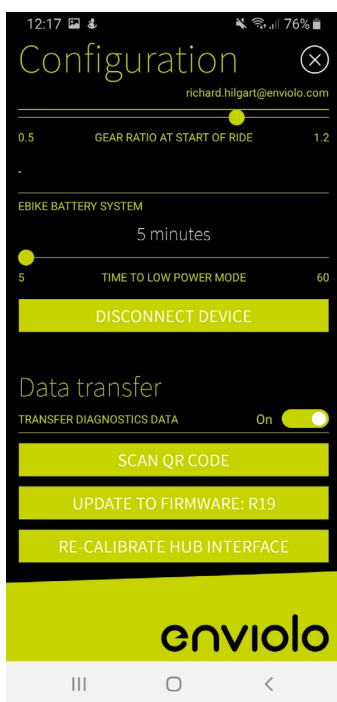 12:17 76%
Configuration
richard.hilgart@enviolo.com
0.5 GEAR RATIO AT START OF RIDE 1.2
-
EBIKE BATTERY SYSTEM
5 minutes
5 TIME TO LOW POWER MODE 60
DISCONNECT DEVICE
Data transfer
TRANSFER DIAGNOSTICS DATA On
SCAN QR CODE
UPDATE TO FIRMWARE: R19
RE-CALIBRATE HUB INTERFACE
enviolo